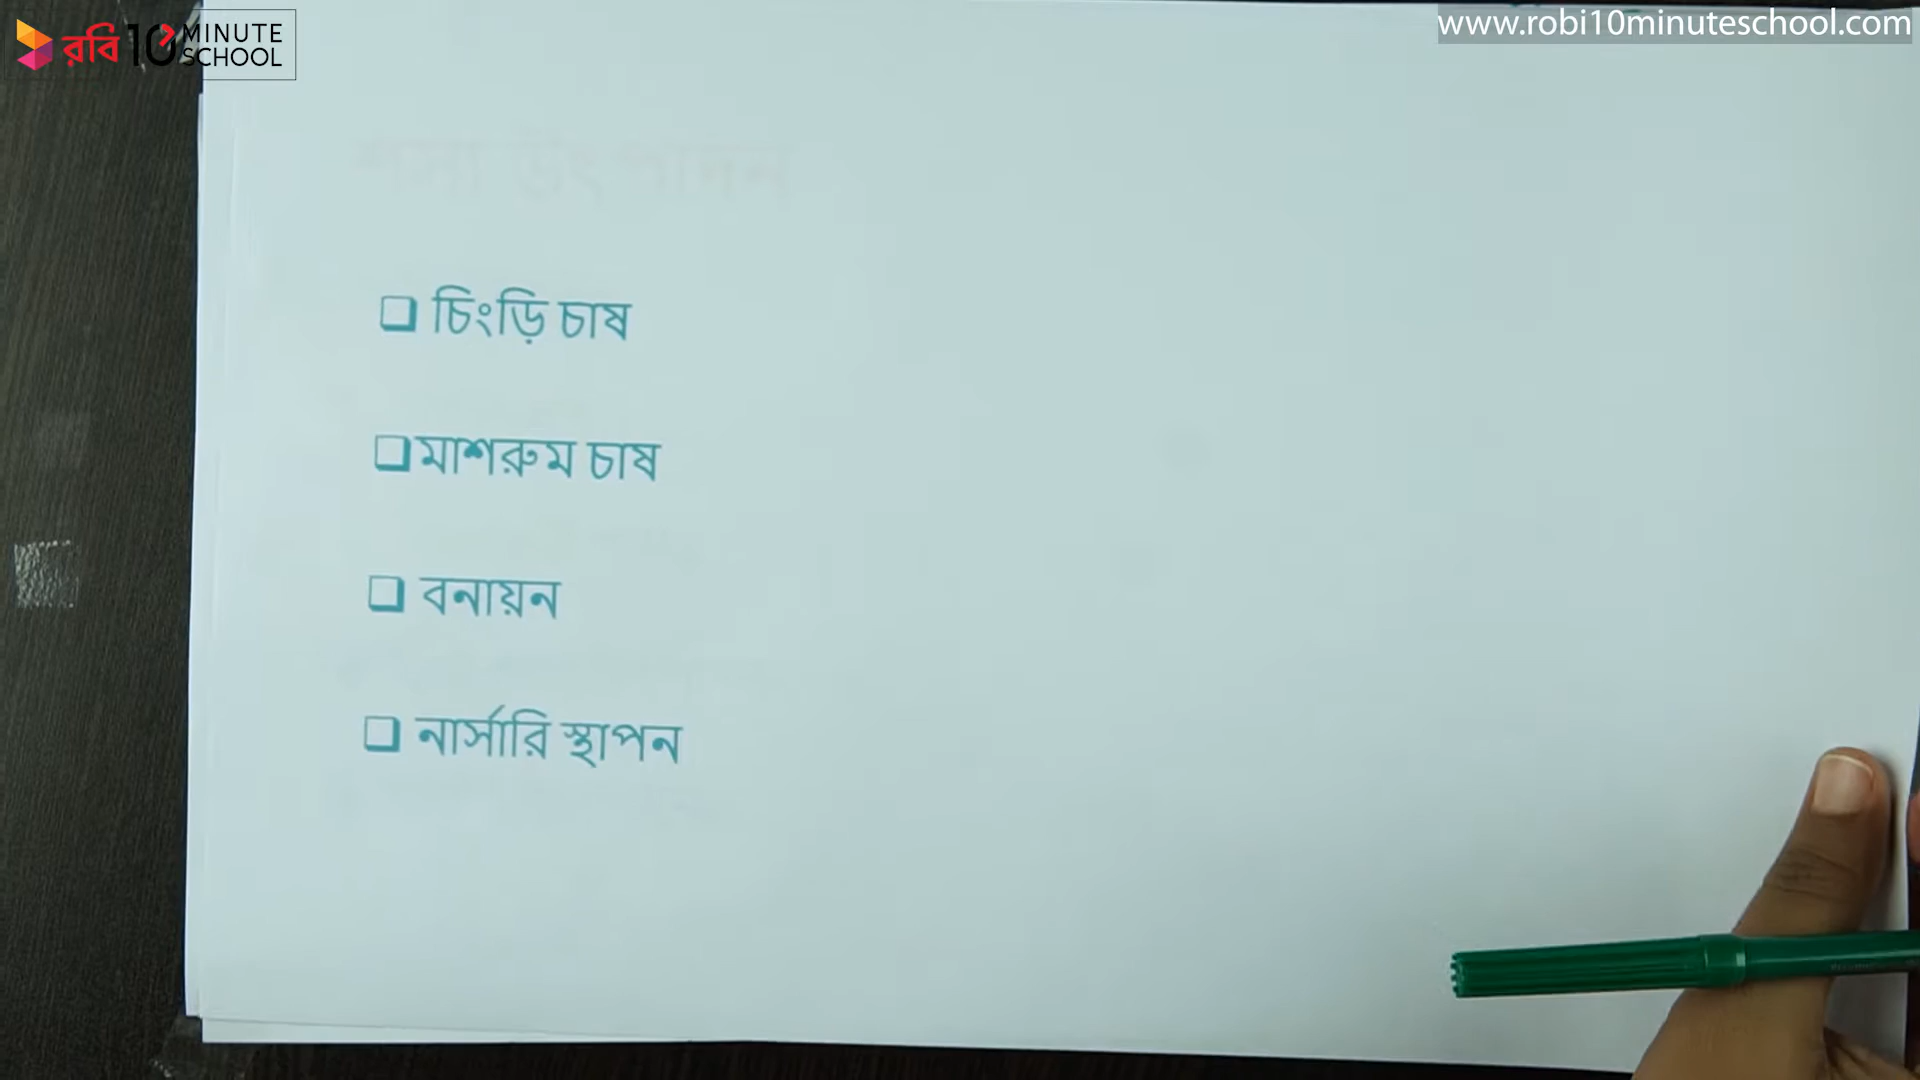 রবি 10 MINUTE SCHOOL
www.robi10minuteschool.com
চিংড়ি চাষ
মাশরুম চাষ
বনায়ন
নার্সারি স্থাপন